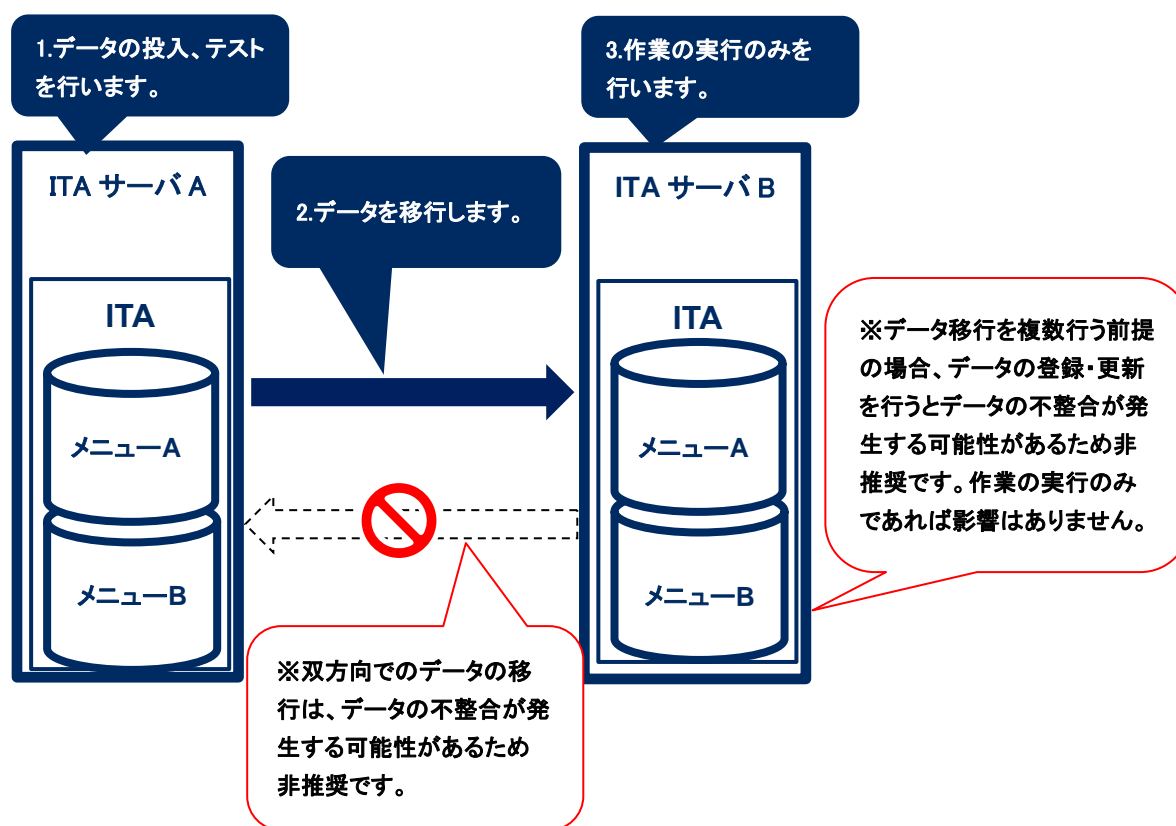 1.データの投入、テスト
を行います。
3.作業の実行のみを
行います。
ITA サーバ A
2.データを移行します。
ITA サーバ B
ITA
メニューA
メニューB
ITA
メニューA
メニューB
※データ移行を複数行う前提
の場合、データの登録・更新
を行うとデータの不整合が発
生する可能性があるため非
推奨です。作業の実行のみ
であれば影響はありません。
※双方向でのデータの移
行は、データの不整合が発
生する可能性があるため
非推奨です。